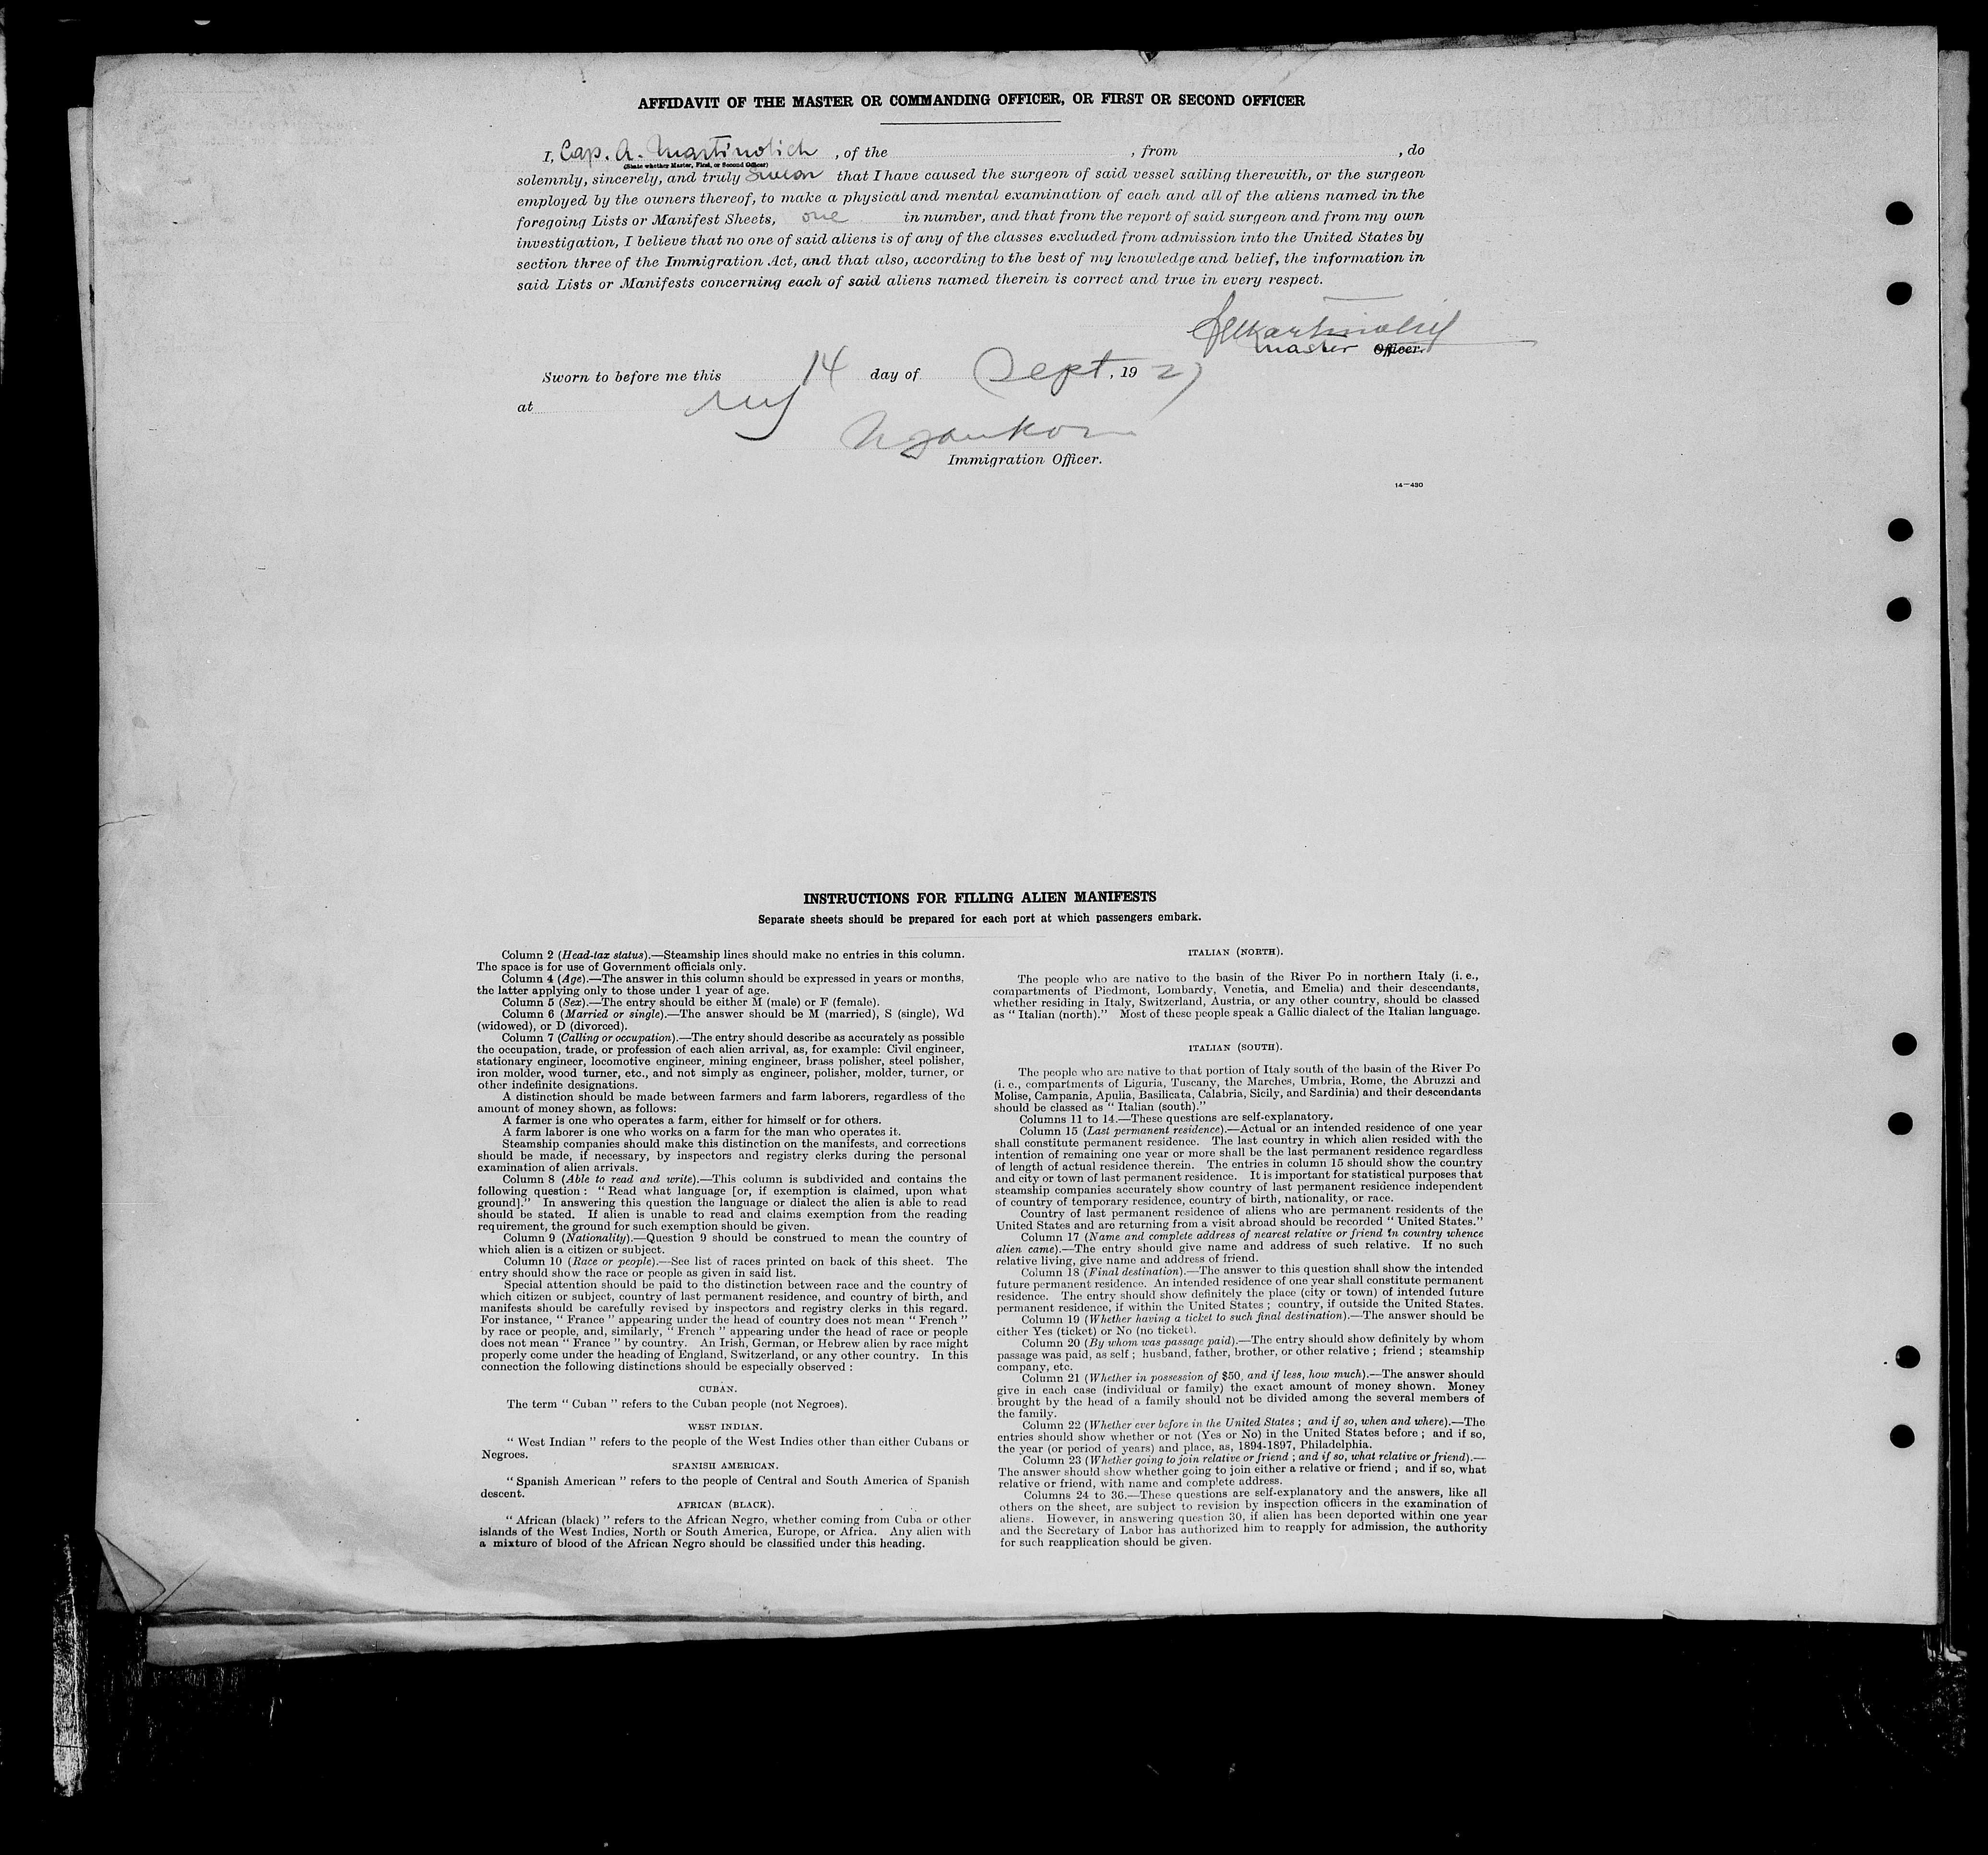 AFFIDAVIT OF THE MASTER OR COMMANDING OFFICER, OR FIRST OR SECOND OFFICER
I, Cap. A. Martinolich , of the , from , do
(State whether Master, First, or Second Officer)
solemnly, sincerely, and truly Swear that I have caused the surgeon of said vessel sailing therewith, or the surgeon
employed by the owners thereof, to make a physical and mental examination of each and all of the aliens named in the
foregoing Lists or Manifest Sheets, one in number, and that from the report of said surgeon and from my own
investigation, I believe that no one of said aliens is of any of the classes excluded from admission into the United States by
section three of the Immigration Act, and that also, according to the best of my knowledge and belief, the information in
said Lists or Manifests concerning each of said aliens named therein is correct and true in every respect.
Master Officer.
Sworn to before me this 14 day of Sept , 19 27
at NY
Immigration Officer.
14—430
INSTRUCTIONS FOR FILLING ALIEN MANIFESTS
Separate sheets should be prepared for each port at which passengers embark.
Column 2 (Head-tax status).—Steamship lines should make no entries in this column.
The space is for use of Government officials only.
Column 4 (Age).—The answer in this column should be expressed in years or months,
the latter applying only to those under 1 year of age.
Column 5 (Sex).—The entry should be either M (male) or F (female).
Column 6 (Married or single).—The answer should be M (married), S (single), Wd
(widowed), or D (divorced).
Column 7 (Calling or occupation).—The entry should describe as accurately as possible
the occupation, trade, or profession of each alien arrival, as, for example: Civil engineer,
stationary engineer, locomotive engineer, mining engineer, brass polisher, steel polisher,
iron molder, wood turner, etc., and not simply as engineer, polisher, molder, turner, or
other indefinite designations.
A distinction should be made between farmers and farm laborers, regardless of the
amount of money shown, as follows:
A farmer is one who operates a farm, either for himself or for others.
A farm laborer is one who works on a farm for the man who operates it.
Steamship companies should make this distinction on the manifests, and corrections
should be made, if necessary, by inspectors and registry clerks during the personal
examination of alien arrivals.
Column 8 (Able to read and write).—This column is subdivided and contains the
following question : “ Read what language [or, if exemption is claimed, upon what
ground].” In answering this question the language or dialect the alien is able to read
should be stated. If alien is unable to read and claims exemption from the reading
requirement, the ground for such exemption should be given.
Column 9 (Nationality).—Question 9 should be construed to mean the country of
which alien is a citizen or subject.
Column 10 (Race or people).—See list of races printed on back of this sheet. The
entry should show the race or people as given in said list.
Special attention should be paid to the distinction between race and the country of
which citizen or subject, country of last permanent residence, and country of birth, and
manifests should be carefully revised by inspectors and registry clerks in this regard.
For instance, “ France ” appearing under the head of country does not mean “ French ”
by race or people, and, similarly, “ French ” appearing under the head of race or people
does not mean “ France ” by country. An Irish, German, or Hebrew alien by race might
properly come under the heading of England, Switzerland, or any other country. In this
connection the following distinctions should be especially observed :
CUBAN.
The term “ Cuban ” refers to the Cuban people (not Negroes).
WEST INDIAN.
“ West Indian ” refers to the people of the West Indies other than either Cubans or
Negroes.
SPANISH AMERICAN.
“ Spanish American ” refers to the people of Central and South America of Spanish
descent.
AFRICAN (BLACK).
“ African (black) ” refers to the African Negro, whether coming from Cuba or other
islands of the West Indies, North or South America, Europe, or Africa. Any alien with
a mixture of blood of the African Negro should be classified under this heading.
ITALIAN (NORTH).
The people who are native to the basin of the River Po in northern Italy (i. e.,
compartments of Piedmont, Lombardy, Venetia, and Emelia) and their descendants,
whether residing in Italy, Switzerland, Austria, or any other country, should be classed
as “ Italian (north).” Most of these people speak a Gallic dialect of the Italian language.
ITALIAN (SOUTH).
The people who are native to that portion of Italy south of the basin of the River Po
(i. e., compartments of Liguria, Tuscany, the Marches, Umbria, Rome, the Abruzzi and
Molise, Campania, Apulia, Basilicata, Calabria, Sicily, and Sardinia) and their descendants
should be classed as “ Italian (south).”
Columns 11 to 14.—These questions are self-explanatory.
Column 15 (Last permanent residence).—Actual or an intended residence of one year
shall constitute permanent residence. The last country in which alien resided with the
intention of remaining one year or more shall be the last permanent residence regardless
of length of actual residence therein. The entries in column 15 should show the country
and city or town of last permanent residence. It is important for statistical purposes that
steamship companies accurately show country of last permanent residence independent
of country of temporary residence, country of birth, nationality, or race.
Country of last permanent residence of aliens who are permanent residents of the
United States and are returning from a visit abroad should be recorded “ United States.”
Column 17 (Name and complete address of nearest relative or friend in country whence
alien came).—The entry should give name and address of such relative. If no such
relative living, give name and address of friend.
Column 18 (Final destination).—The answer to this question shall show the intended
future permanent residence. An intended residence of one year shall constitute permanent
residence. The entry should show definitely the place (city or town) of intended future
permanent residence, if within the United States ; country, if outside the United States.
Column 19 (Whether having a ticket to such final destination).—The answer should be
either Yes (ticket) or No (no ticket).
Column 20 (By whom was passage paid).—The entry should show definitely by whom
passage was paid, as self ; husband, father, brother, or other relative ; friend ; steamship
company, etc.
Column 21 (Whether in possession of $50, and if less, how much).—The answer should
give in each case (individual or family) the exact amount of money shown. Money
brought by the head of a family should not be divided among the several members of
the family.
Column 22 (Whether ever before in the United States ; and if so, when and where).—The
entries should show whether or not (Yes or No) in the United States before ; and if so,
the year (or period of years) and place, as, 1894-1897, Philadelphia.
Column 23 (Whether going to join relative or friend ; and if so, what relative or friend).—
The answer should show whether going to join either a relative or friend ; and if so, what
relative or friend, with name and complete address.
Columns 24 to 36.—These questions are self-explanatory and the answers, like all
others on the sheet, are subject to revision by inspection officers in the examination of
aliens. However, in answering question 30, if alien has been deported within one year
and the Secretary of Labor has authorized him to reapply for admission, the authority
for such reapplication should be given.